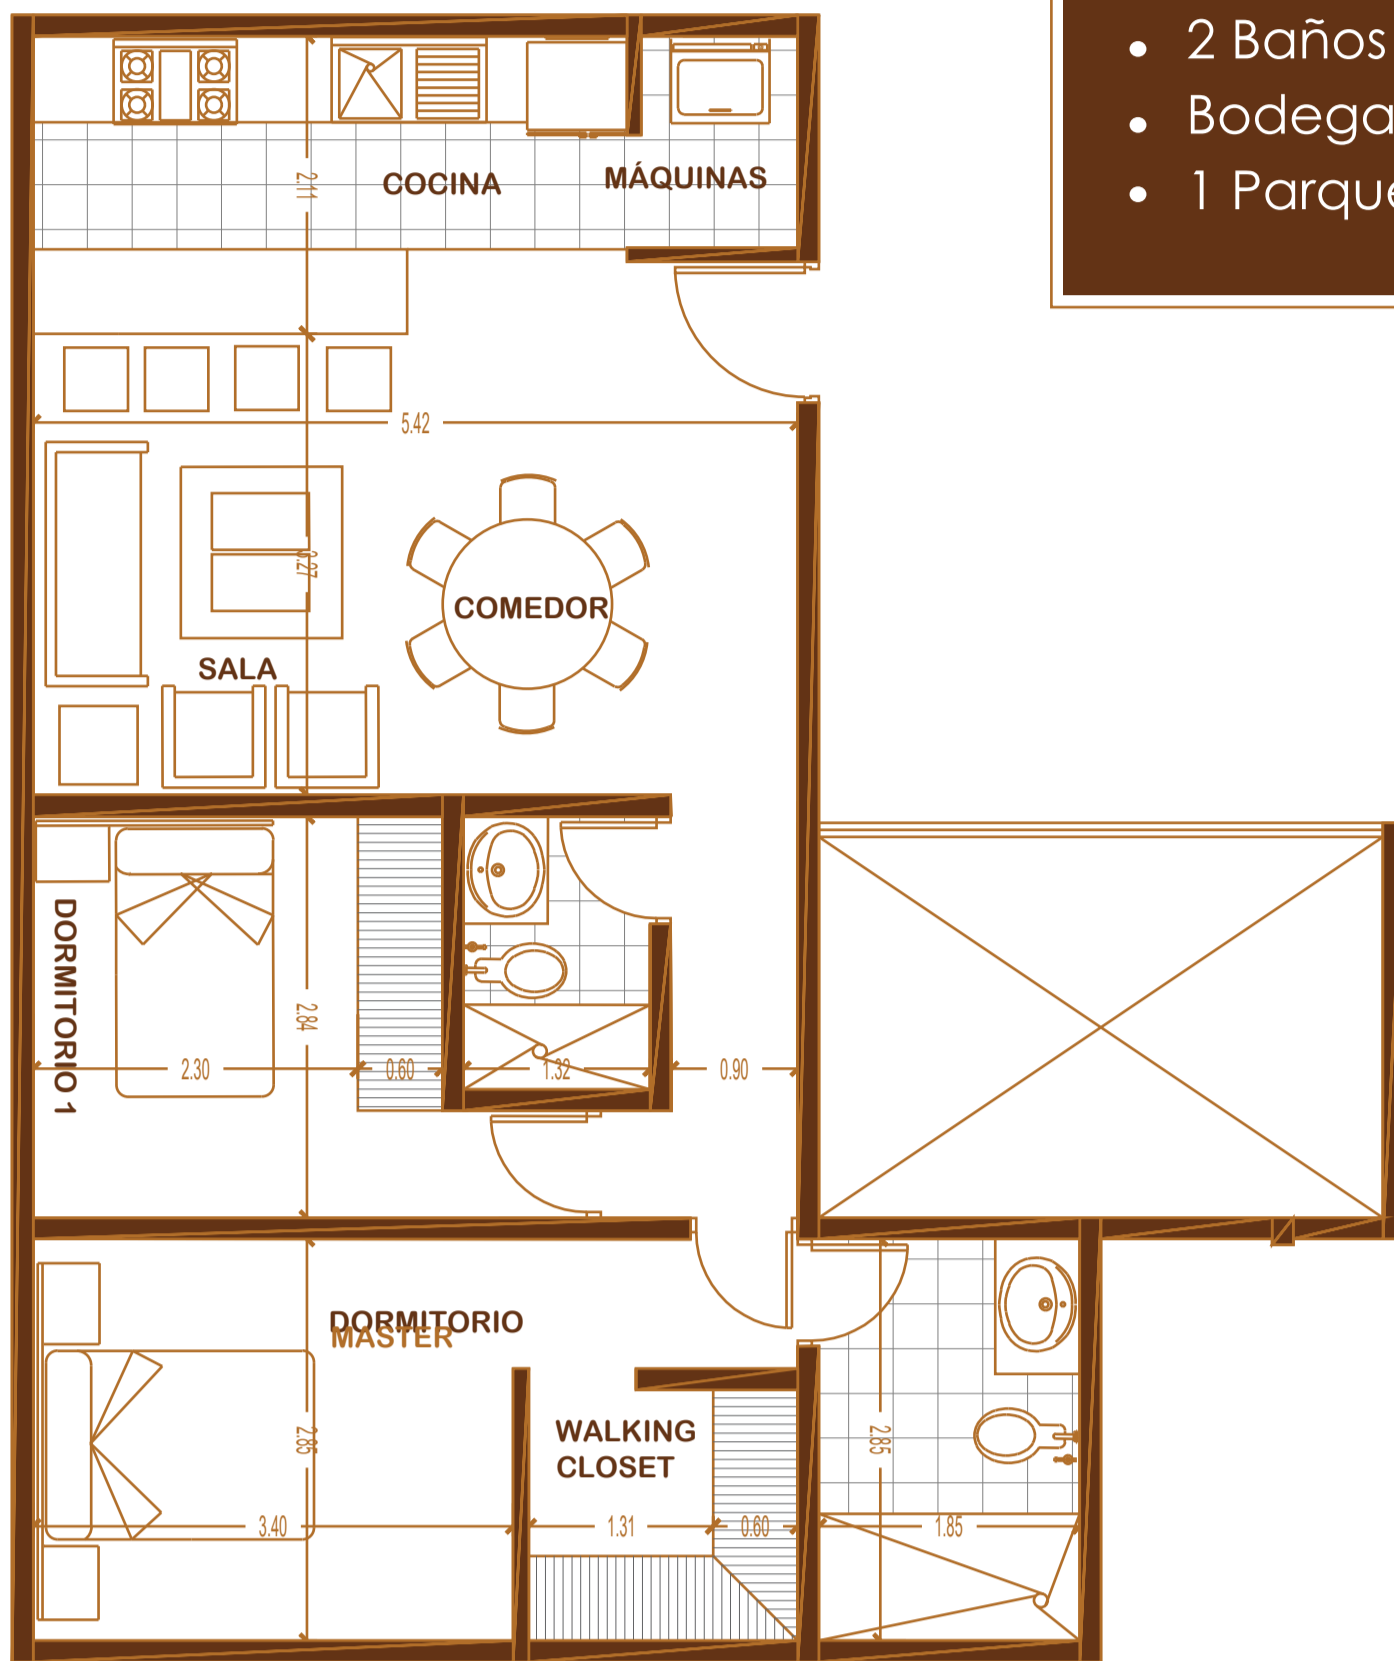 • 2 Baños
• Bodega
• 1 Parque
COCINA
MÁQUINAS
2.11
5.42
3.27
COMEDOR
SALA
DORMITORIO 1
2.84
2.30
0.60
1.32
0.90
DORMITORIO
MASTER
WALKING
CLOSET
2.85
2.85
3.40
1.31
0.60
1.85